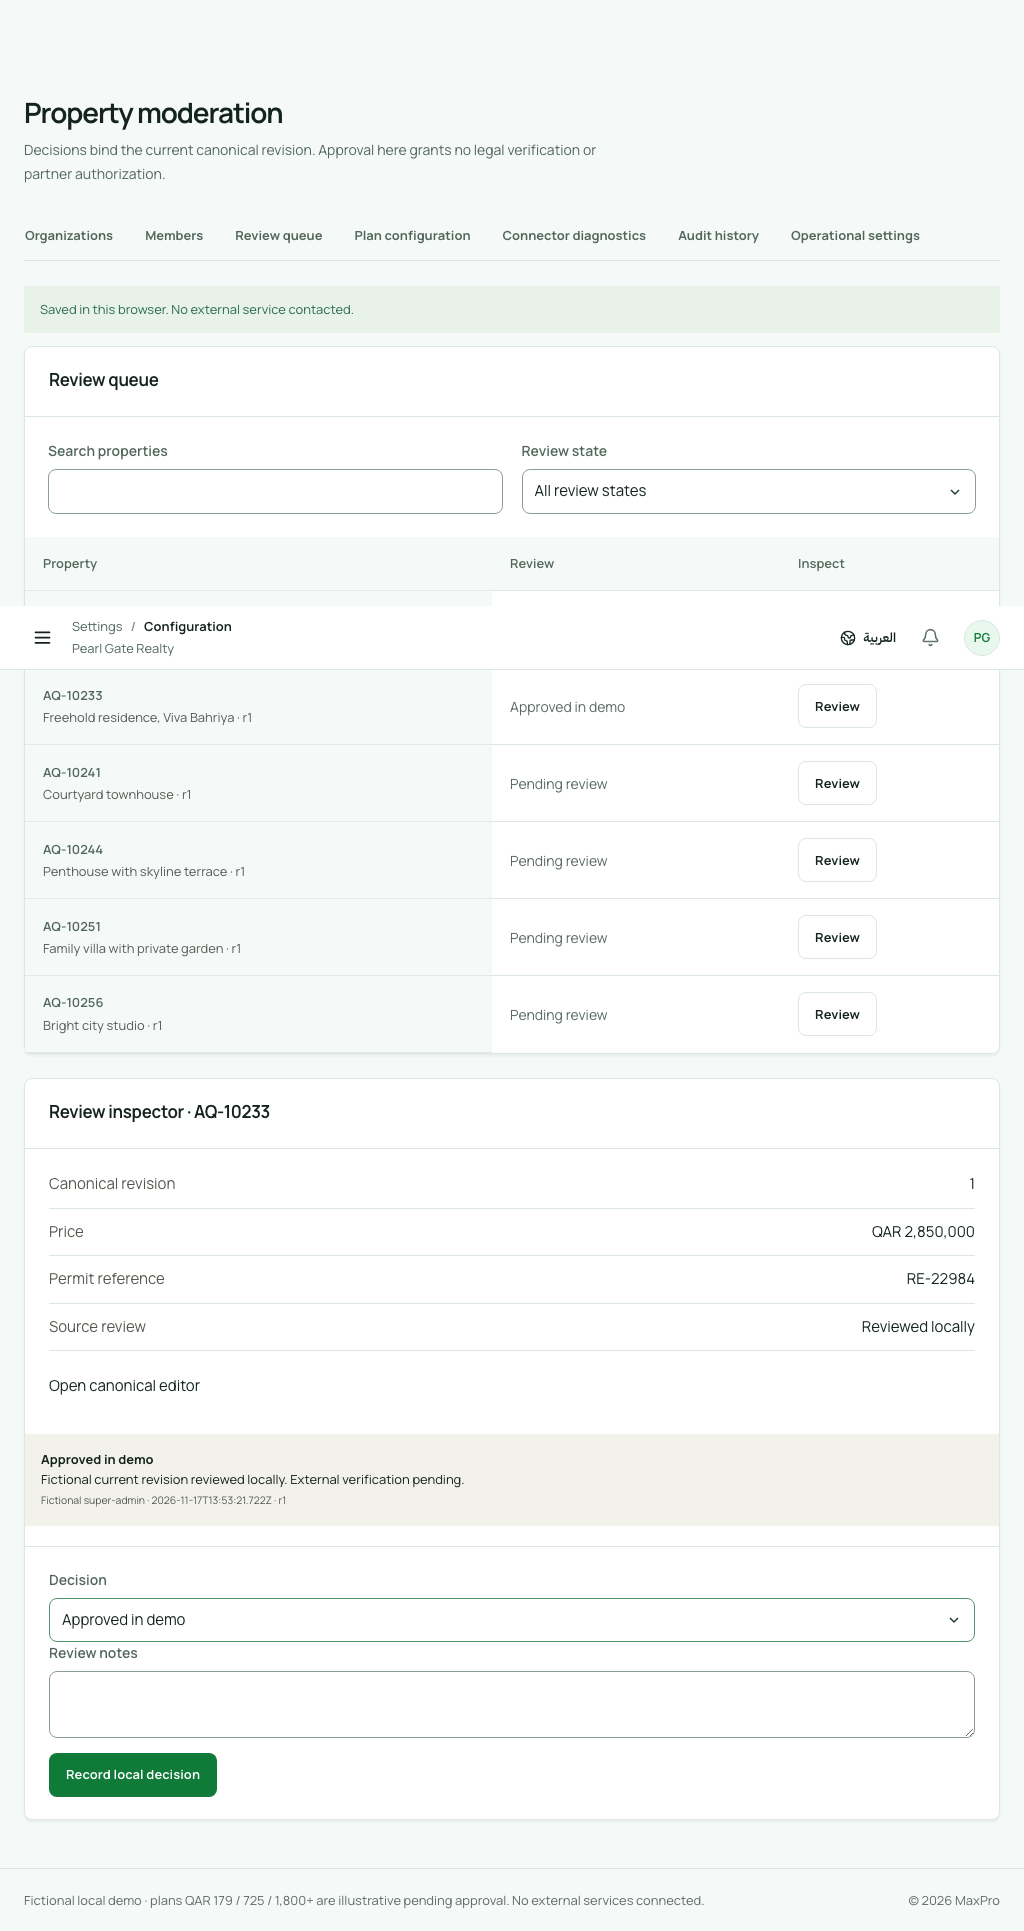 Property moderation
Decisions bind the current canonical revision. Approval here grants no legal verification or
partner authorization.
Organizations Members Review queue Plan configuration Connector diagnostics Audit history Operational settings
Saved in this browser. No external service contacted.
Review queue
Search properties Review state
All review states
Property Review Inspect
Settings / Configuration
Pearl Gate Realty
العربية PG
AQ-10233
Freehold residence, Viva Bahriya · r1
Approved in demo Review
AQ-10241
Courtyard townhouse · r1
Pending review Review
AQ-10244
Penthouse with skyline terrace · r1
Pending review Review
AQ-10251
Family villa with private garden · r1
Pending review Review
AQ-10256
Bright city studio · r1
Pending review Review
Review inspector · AQ-10233
Canonical revision 1
Price QAR 2,850,000
Permit reference RE-22984
Source review Reviewed locally
Open canonical editor
Approved in demo
Fictional current revision reviewed locally. External verification pending.
Fictional super-admin · 2026-11-17T13:53:21.722Z · r1
Decision
Approved in demo
Review notes
Record local decision
Fictional local demo · plans QAR 179 / 725 / 1,800+ are illustrative pending approval. No external services connected. © 2026 MaxPro